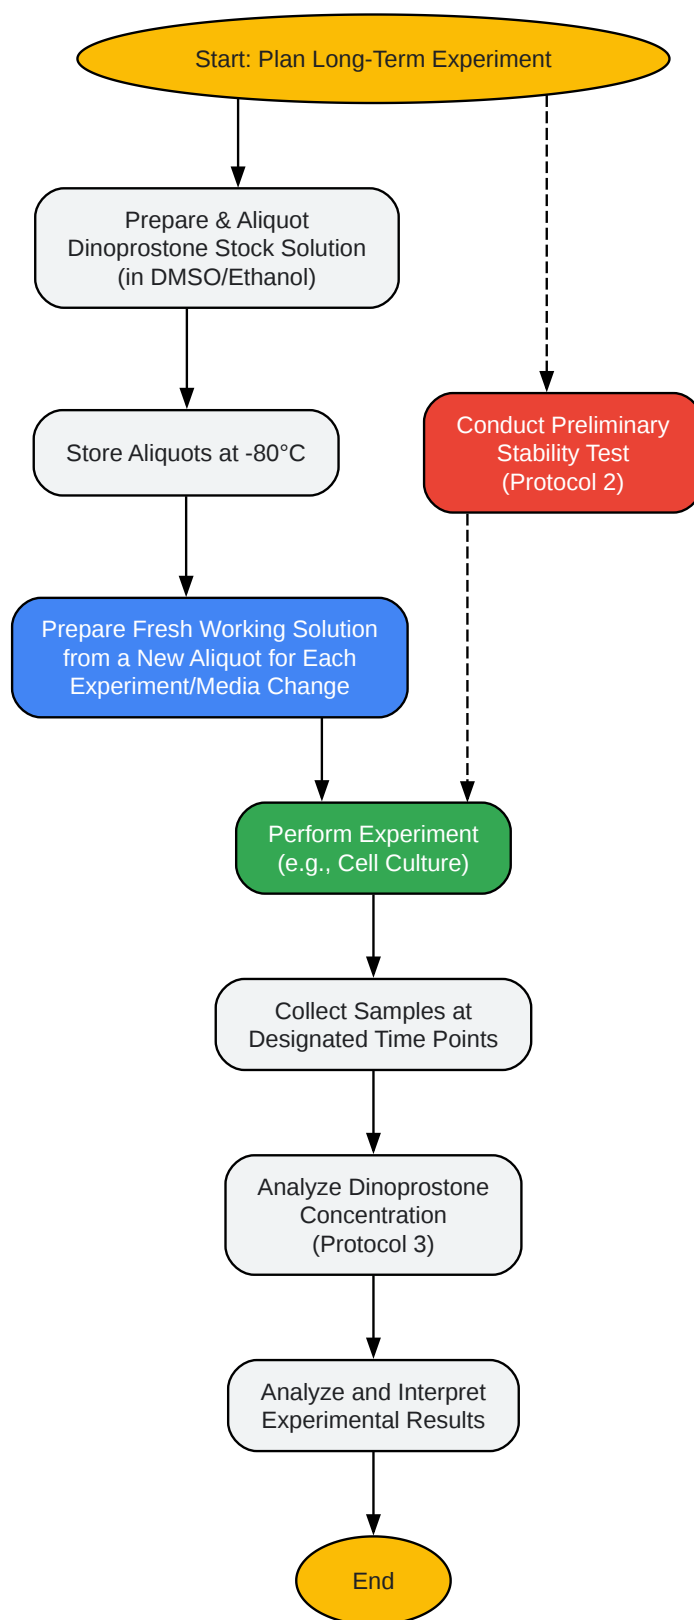 Start: Plan Long-Term Experiment
Prepare & Aliquot
Dinoprostone Stock Solution
(in DMSO/Ethanol)
Store Aliquots at -80°C
Conduct Preliminary
Stability Test
(Protocol 2)
Prepare Fresh Working Solution
from a New Aliquot for Each
Experiment/Media Change
Perform Experiment
(e.g., Cell Culture)
Collect Samples at
Designated Time Points
Analyze Dinoprostone
Concentration
(Protocol 3)
Analyze and Interpret
Experimental Results
End